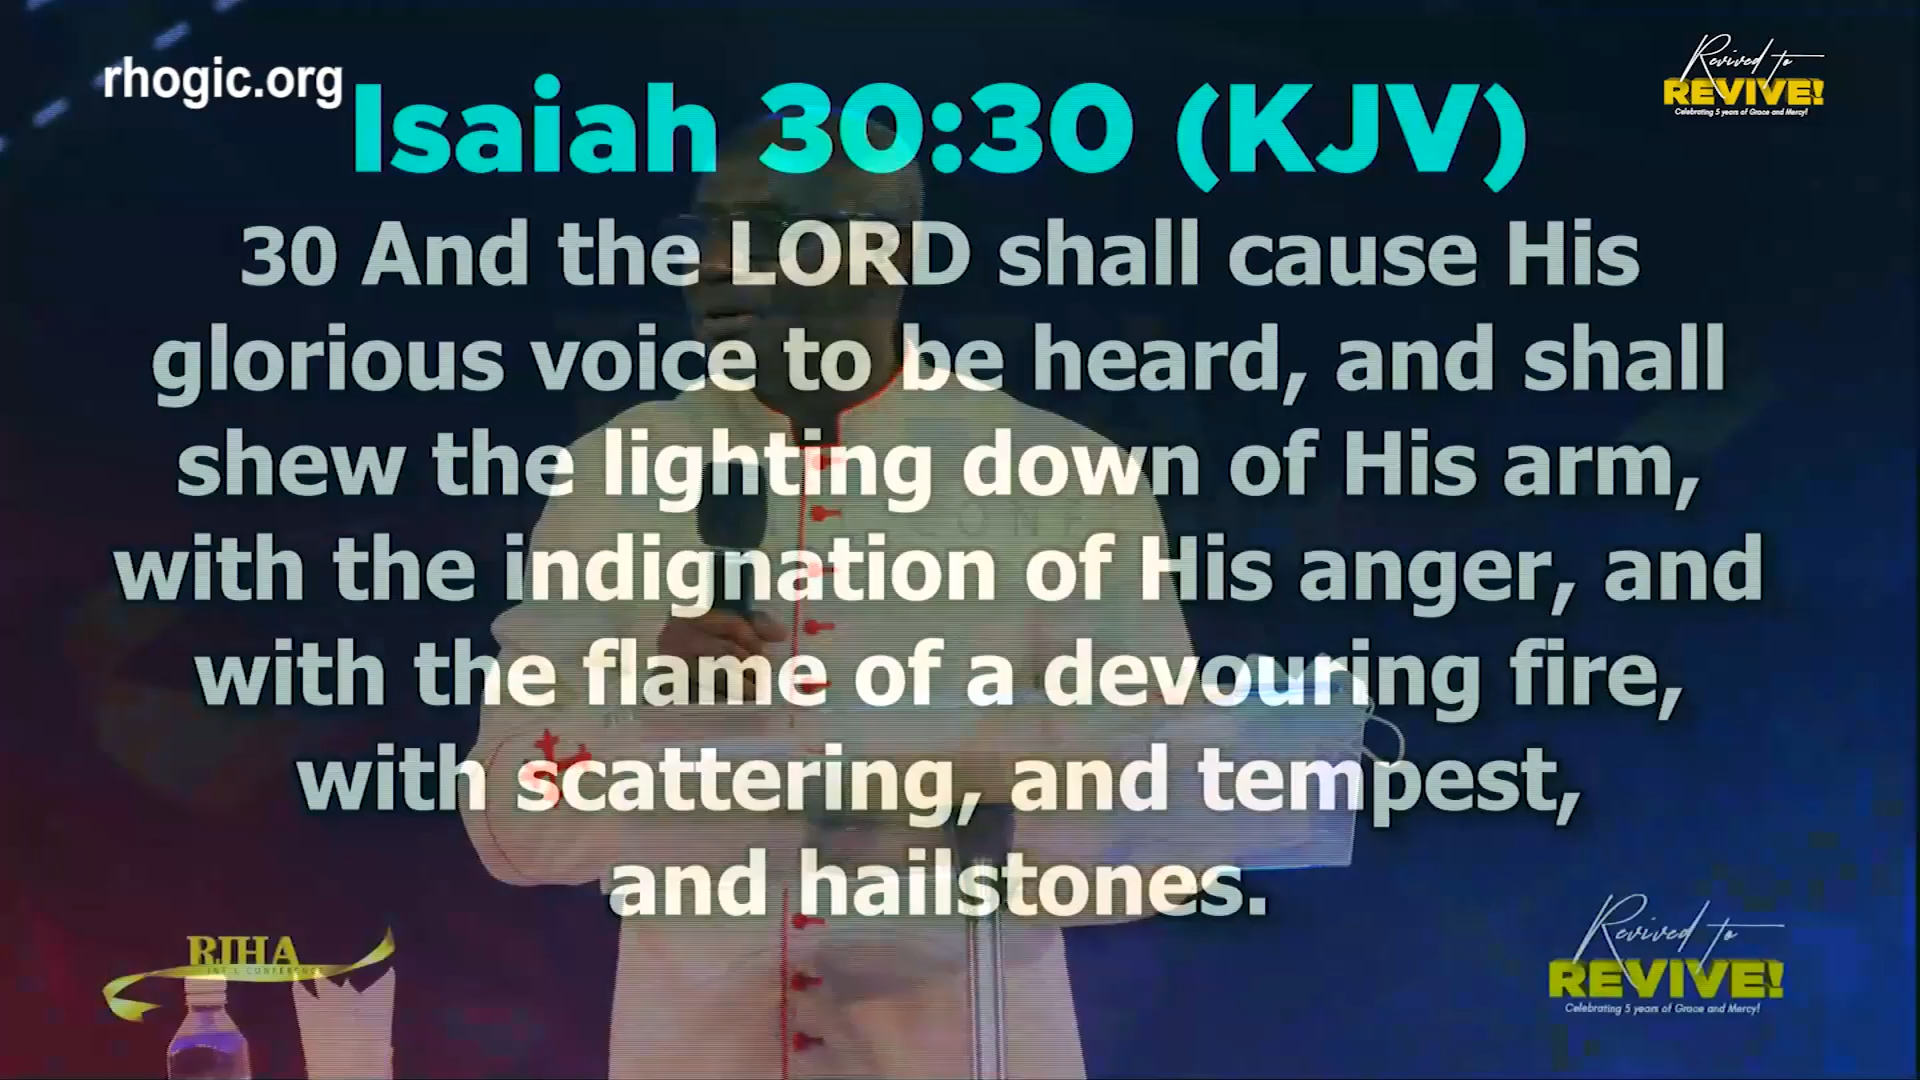 rhogic.org
Revived to
REVIVE!
Celebrating 5 years of Grace and Mercy!
Isaiah 30:30 (KJV)
30 And the LORD shall cause His
glorious voice to be heard, and shall
shew the lighting down of His arm,
with the indignation of His anger, and
with the flame of a devouring fire,
with scattering, and tempest,
and hailstones.
RIHA
INT'L CONFERENCE
Revived to
REVIVE!
Celebrating 5 years of Grace and Mercy!